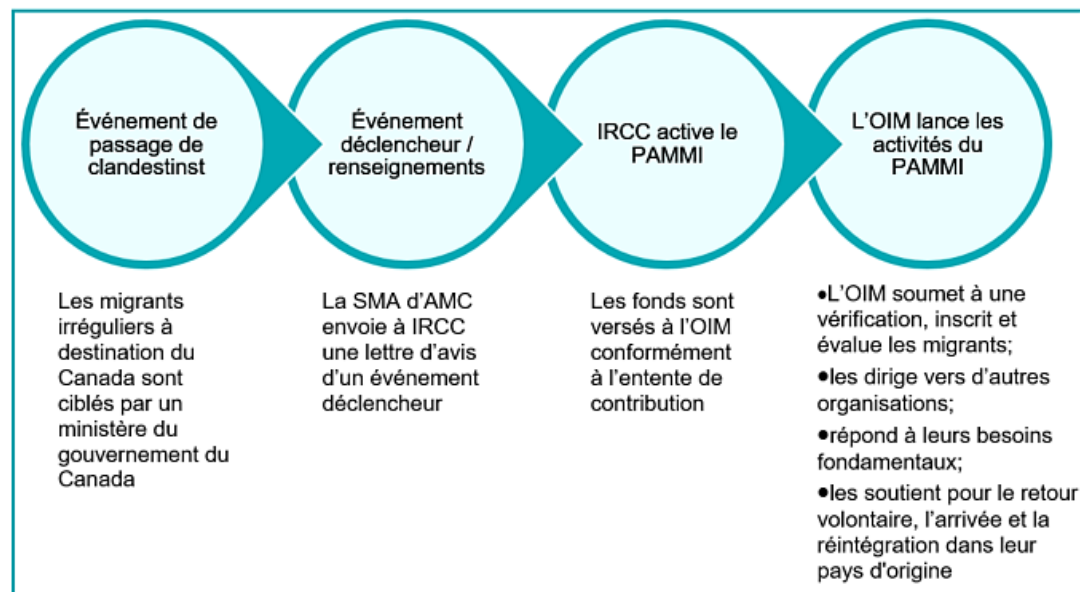 Événement de
passage de
clandestinst
Événement
déclencheur /
renseignements
IRCC active le
PAMMI
L'OIM lance les
activités du
PAMMI
Les migrants
irréguliers à
destination du
Canada sont
ciblés par un
ministère du
gouvernement du
Canada
La SMA d'AMC
envoie à IRCC
une lettre d'avis
d'un événement
déclencheur
Les fonds sont
versés à l'OIM
conformément
à l'entente de
contribution
•L'OIM soumet à une
vérification, inscrit et
évalue les migrants;
•les dirige vers d'autres
organisations;
•répond à leurs besoins
fondamentaux;
•les soutient pour le retour
volontaire, l'arrivée et la
réintégration dans leur
pays d'origine